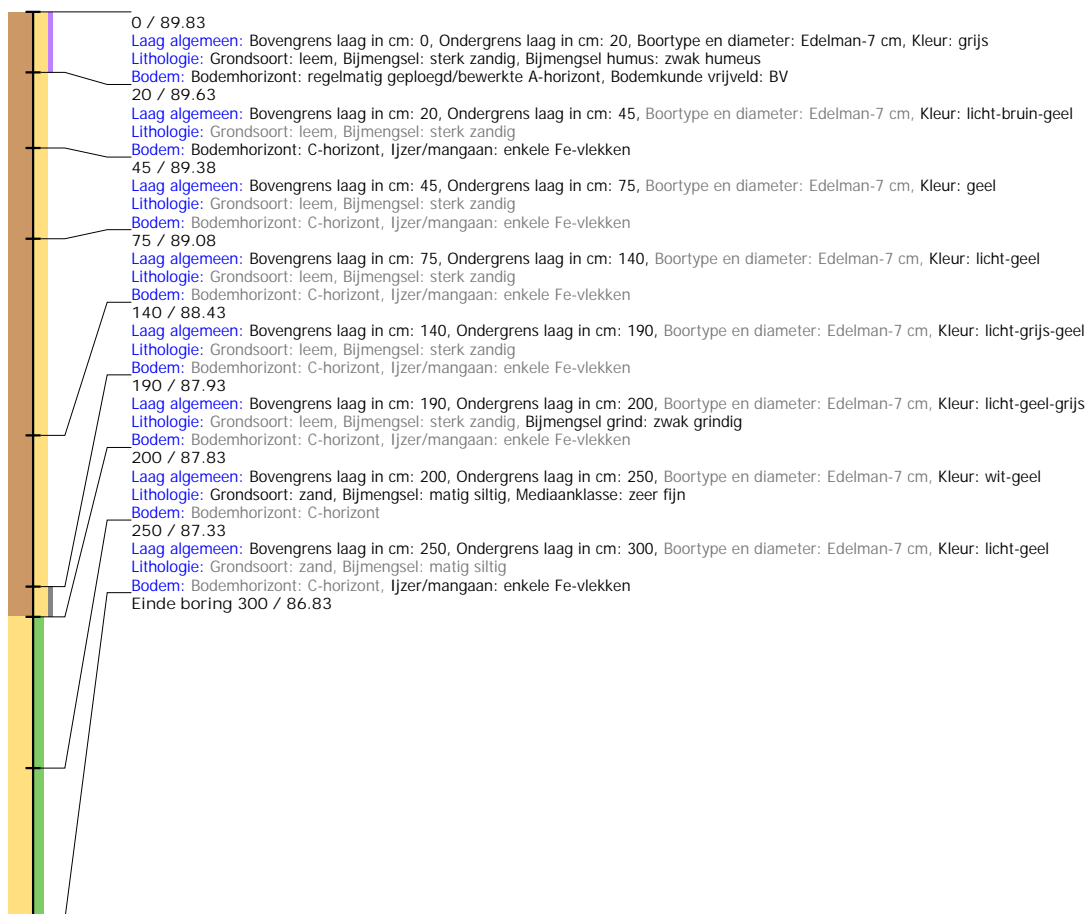 0 / 89.83
Laag algemeen: Bovengrens laag in cm: 0, Ondergrens laag in cm: 20, Boortype en diameter: Edelman-7 cm, Kleur: grijs
Lithologie: Grondsoort: leem, Bijmengsel: sterk zandig, Bijmengsel humus: zwak humeus
Bodem: Bodemhorizont: regelmatig geploegd/bewerkte A-horizont, Bodemkunde vrijveld: BV
20 / 89.63
Laag algemeen: Bovengrens laag in cm: 20, Ondergrens laag in cm: 45, Boortype en diameter: Edelman-7 cm, Kleur: licht-bruin-geel
Lithologie: Grondsoort: leem, Bijmengsel: sterk zandig
Bodem: Bodemhorizont: C-horizont, Ijzer/mangaan: enkele Fe-vlekken
45 / 89.38
Laag algemeen: Bovengrens laag in cm: 45, Ondergrens laag in cm: 75, Boortype en diameter: Edelman-7 cm, Kleur: geel
Lithologie: Grondsoort: leem, Bijmengsel: sterk zandig
Bodem: Bodemhorizont: C-horizont, Ijzer/mangaan: enkele Fe-vlekken
75 / 89.08
Laag algemeen: Bovengrens laag in cm: 75, Ondergrens laag in cm: 140, Boortype en diameter: Edelman-7 cm, Kleur: licht-geel
Lithologie: Grondsoort: leem, Bijmengsel: sterk zandig
Bodem: Bodemhorizont: C-horizont, Ijzer/mangaan: enkele Fe-vlekken
140 / 88.43
Laag algemeen: Bovengrens laag in cm: 140, Ondergrens laag in cm: 190, Boortype en diameter: Edelman-7 cm, Kleur: licht-grijs-geel
Lithologie: Grondsoort: leem, Bijmengsel: sterk zandig
Bodem: Bodemhorizont: C-horizont, Ijzer/mangaan: enkele Fe-vlekken
190 / 87.93
Laag algemeen: Bovengrens laag in cm: 190, Ondergrens laag in cm: 200, Boortype en diameter: Edelman-7 cm, Kleur: licht-geel-grijs
Lithologie: Grondsoort: leem, Bijmengsel: sterk zandig, Bijmengsel grind: zwak grindig
Bodem: Bodemhorizont: C-horizont, Ijzer/mangaan: enkele Fe-vlekken
200 / 87.83
Laag algemeen: Bovengrens laag in cm: 200, Ondergrens laag in cm: 250, Boortype en diameter: Edelman-7 cm, Kleur: wit-geel
Lithologie: Grondsoort: zand, Bijmengsel: matig siltig, Mediaanklasse: zeer fijn
Bodem: Bodemhorizont: C-horizont
250 / 87.33
Laag algemeen: Bovengrens laag in cm: 250, Ondergrens laag in cm: 300, Boortype en diameter: Edelman-7 cm, Kleur: licht-geel
Lithologie: Grondsoort: zand, Bijmengsel: matig siltig
Bodem: Bodemhorizont: C-horizont, Ijzer/mangaan: enkele Fe-vlekken
Einde boring 300 / 86.83